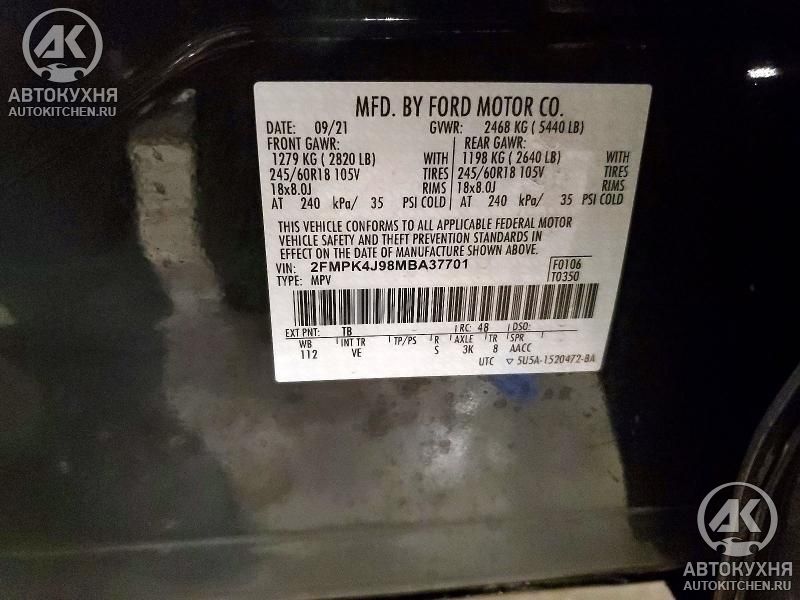 АК
АВТОКУХНЯ
AUTOKITCHEN.RU
MFD. BY FORD MOTOR CO.
DATE: 09/21 GVWR: 2468 KG ( 5440 LB)
FRONT GAWR: REAR GAWR:
1279 KG ( 2820 LB) WITH 1198 KG ( 2640 LB) WITH
245/60R18 105V TIRES 245/60R18 105V TIRES
18x8.0J RIMS 18x8.0J RIMS
AT 240 kPa/ 35 PSI COLD AT 240 kPa/ 35 PSI COLD
THIS VEHICLE CONFORMS TO ALL APPLICABLE FEDERAL MOTOR
VEHICLE SAFETY AND THEFT PREVENTION STANDARDS IN
EFFECT ON THE DATE OF MANUFACTURE SHOWN ABOVE.
VIN: 2FMPK4J98MBA37701 F0106
TYPE: MPV T0350
EXT PNT: TB RC: 48 DSO:
WB INT TR TP/PS R AXLE TR SPR
112 VE S 3K 8 AACC
UTC ▽ 5U5A-1520472-BA
АК
АВТОКУХНЯ
AUTOKITCHEN.RU